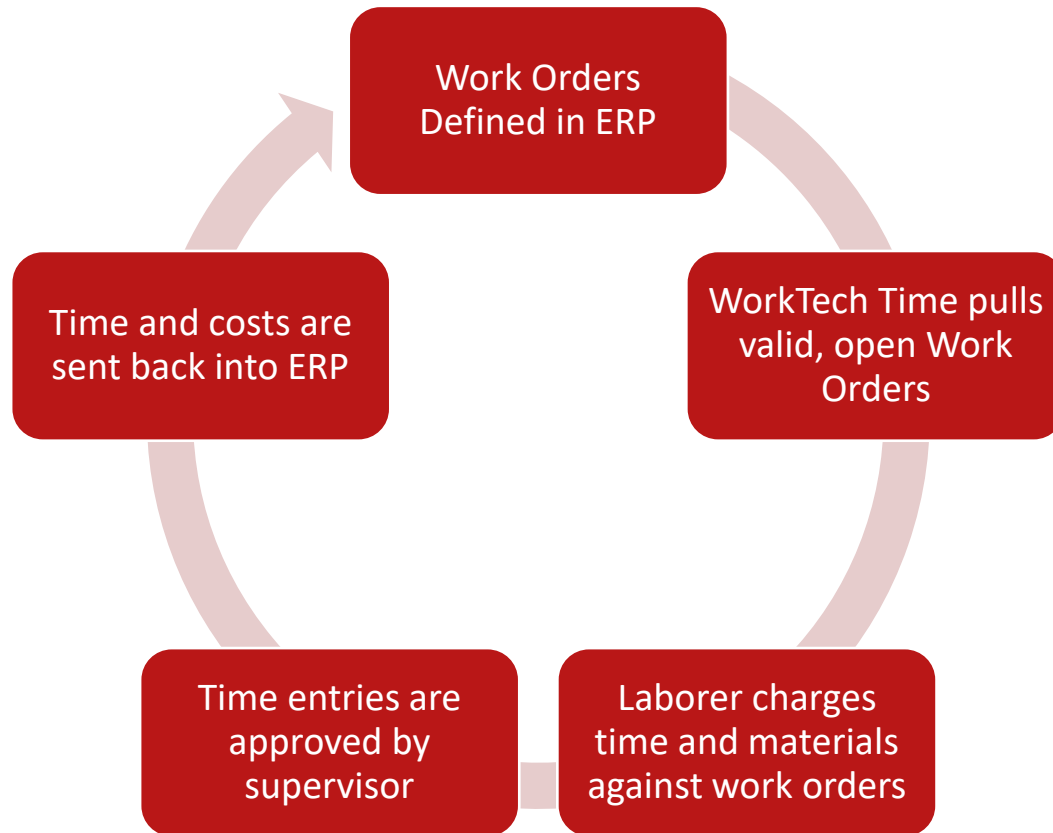 Work Orders
Defined in ERP
WorkTech Time pulls
valid, open Work
Orders
Laborer charges
time and materials
against work orders
Time entries are
approved by
supervisor
Time and costs are
sent back into ERP